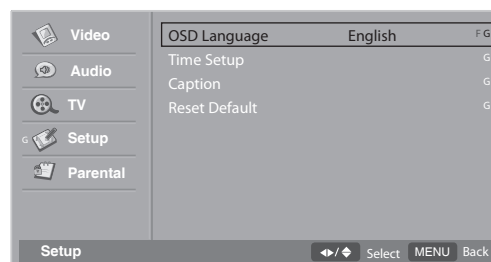 Video
Audio
TV
G Setup
Parental
OSD Language English F G
Time Setup G
Caption G
Reset Default G
Setup / Select MENU Back